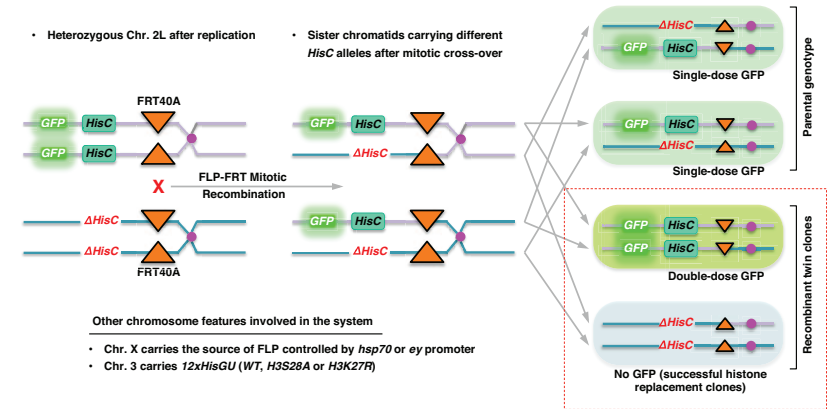 • Heterozygous Chr. 2L after replication
• Sister chromatids carrying different
HisC alleles after mitotic cross-over
FRT40A
GFP HisC
GFP HisC
X
FLP-FRT Mitotic
Recombination
ΔHisC
ΔHisC
FRT40A
GFP HisC
ΔHisC
GFP HisC
ΔHisC
ΔHisC
GFP HisC
Single-dose GFP
GFP HisC
ΔHisC
Single-dose GFP
Parental genotype
GFP HisC
GFP HisC
Double-dose GFP
ΔHisC
ΔHisC
No GFP (successful histone
replacement clones)
Recombinant twin clones
Other chromosome features involved in the system
• Chr. X carries the source of FLP controlled by hsp70 or ey promoter
• Chr. 3 carries 12xHisGU (WT, H3S28A or H3K27R)